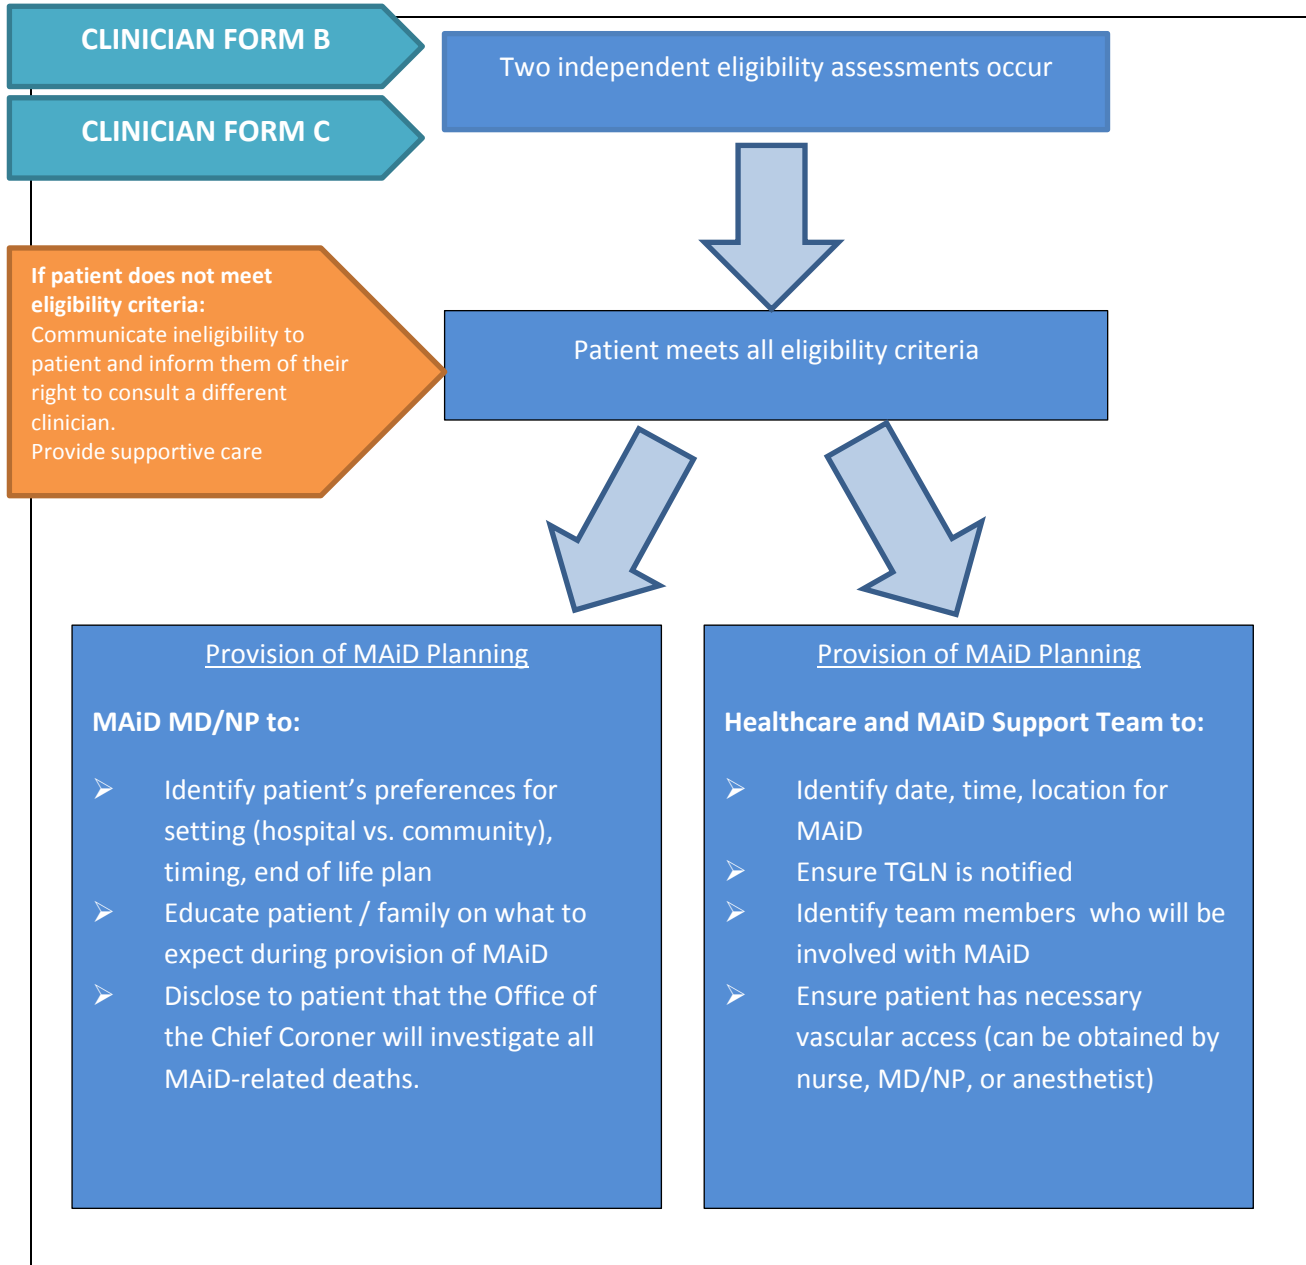 CLINICIAN FORM B
CLINICIAN FORM C
Two independent eligibility assessments occur
If patient does not meet
eligibility criteria:
Communicate ineligibility to
patient and inform them of their
right to consult a different
clinician.
Provide supportive care
Patient meets all eligibility criteria
Provision of MAiD Planning
MAiD MD/NP to:
➢ Identify patient’s preferences for
setting (hospital vs. community),
timing, end of life plan
➢ Educate patient / family on what to
expect during provision of MAiD
➢ Disclose to patient that the Office of
the Chief Coroner will investigate all
MAiD-related deaths.
Provision of MAiD Planning
Healthcare and MAiD Support Team to:
➢ Identify date, time, location for
MAiD
➢ Ensure TGLN is notified
➢ Identify team members  who will be
involved with MAiD
➢ Ensure patient has necessary
vascular access (can be obtained by
nurse, MD/NP, or anesthetist)